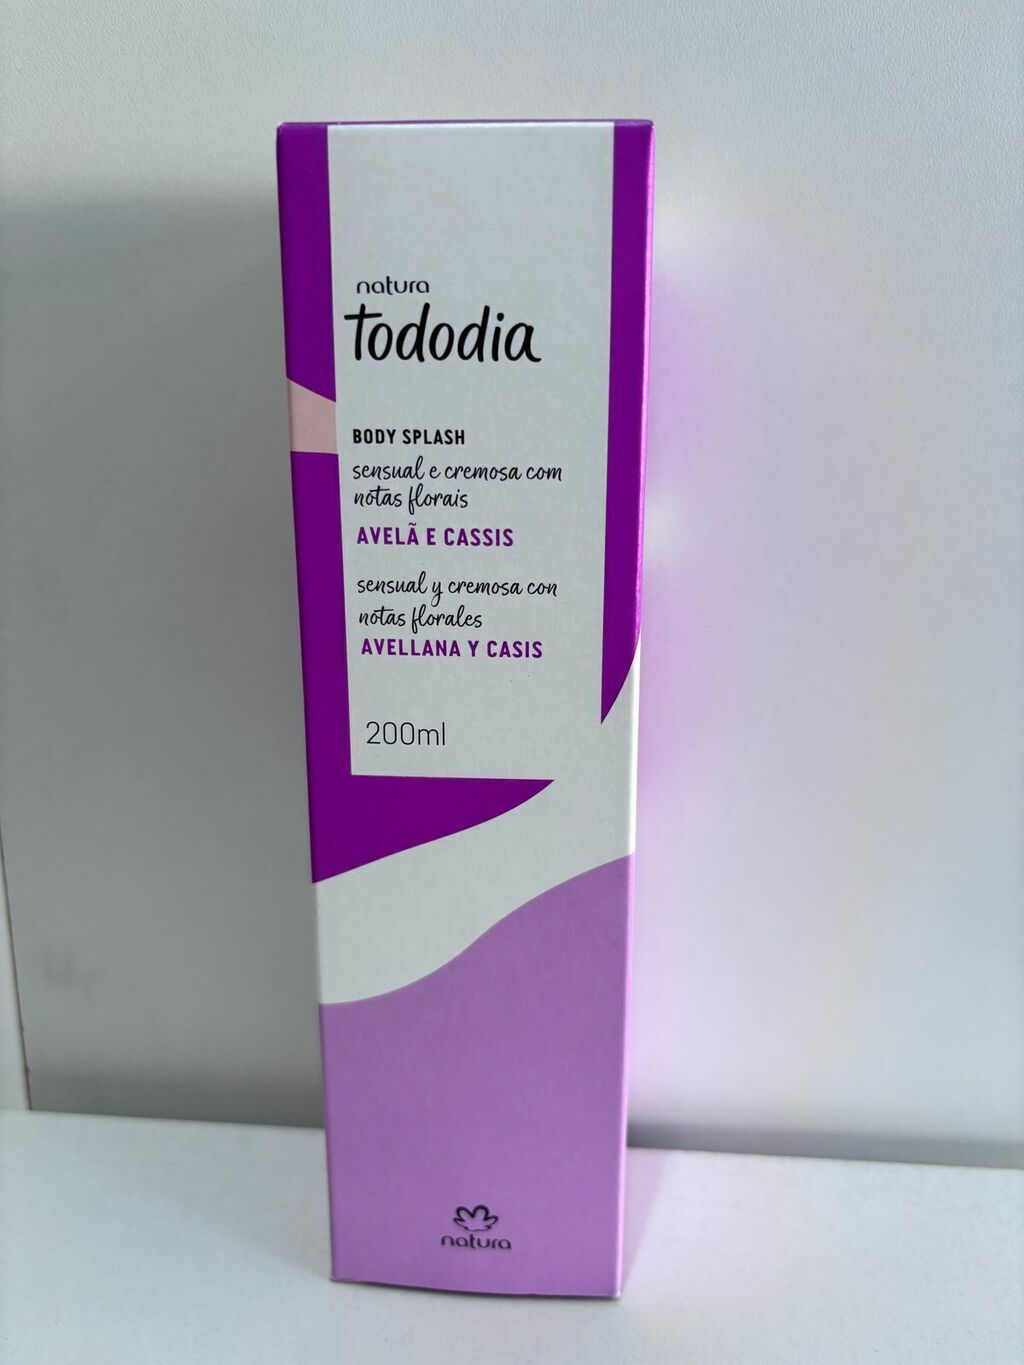 natura
tododia
BODY SPLASH
sensual e cremosa com
notas florais
AVELÃ E CASSIS
sensual y cremosa con
notas florales
AVELLANA Y CASIS
200ml
natura